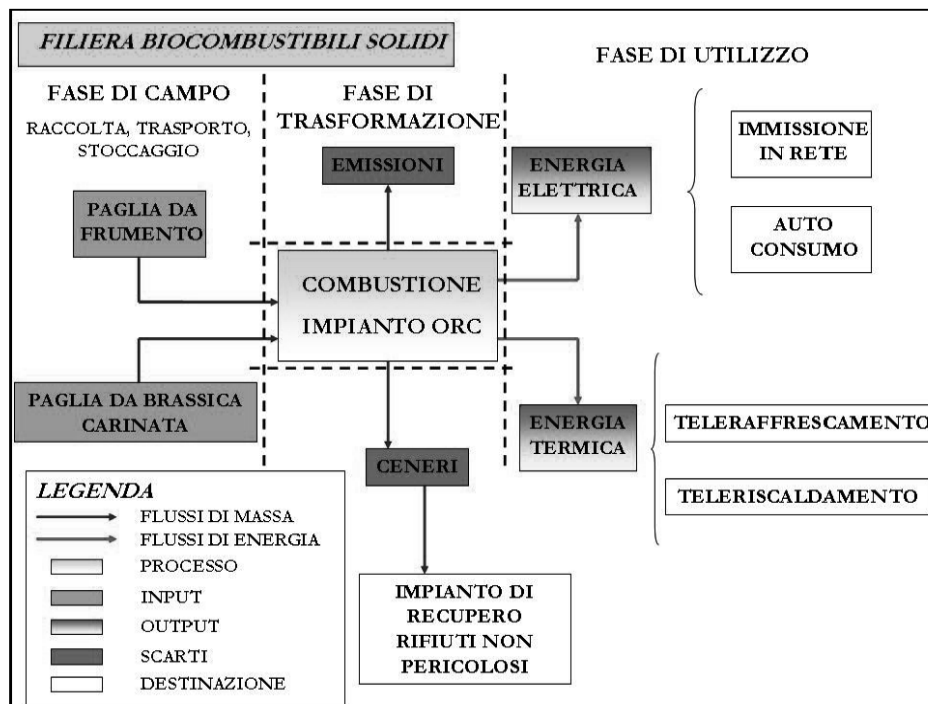 FILIERA BIOCOMBUSTIBILI SOLIDI
FASE DI CAMPO
RACCOLTA, TRASPORTO,
STOCCAGGIO
FASE DI
TRASFORMAZIONE
FASE DI UTILIZZO
EMISSIONI
ENERGIA
ELETTRICA
IMMISSIONE
IN RETE
AUTO
CONSUMO
PAGLIA DA
FRUMENTO
COMBUSTIONE
IMPIANTO ORC
PAGLIA DA BRASSICA
CARINATA
CENERI
ENERGIA
TERMICA
TELERAFFRESCAMENTO
TELERISCALDAMENTO
IMPIANTO DI
RECUPERO
RIFIUTI NON
PERICOLOSI
LEGENDA
FLUSSI DI MASSA
FLUSSI DI ENERGIA
PROCESSO
INPUT
OUTPUT
SCARTI
DESTINAZIONE